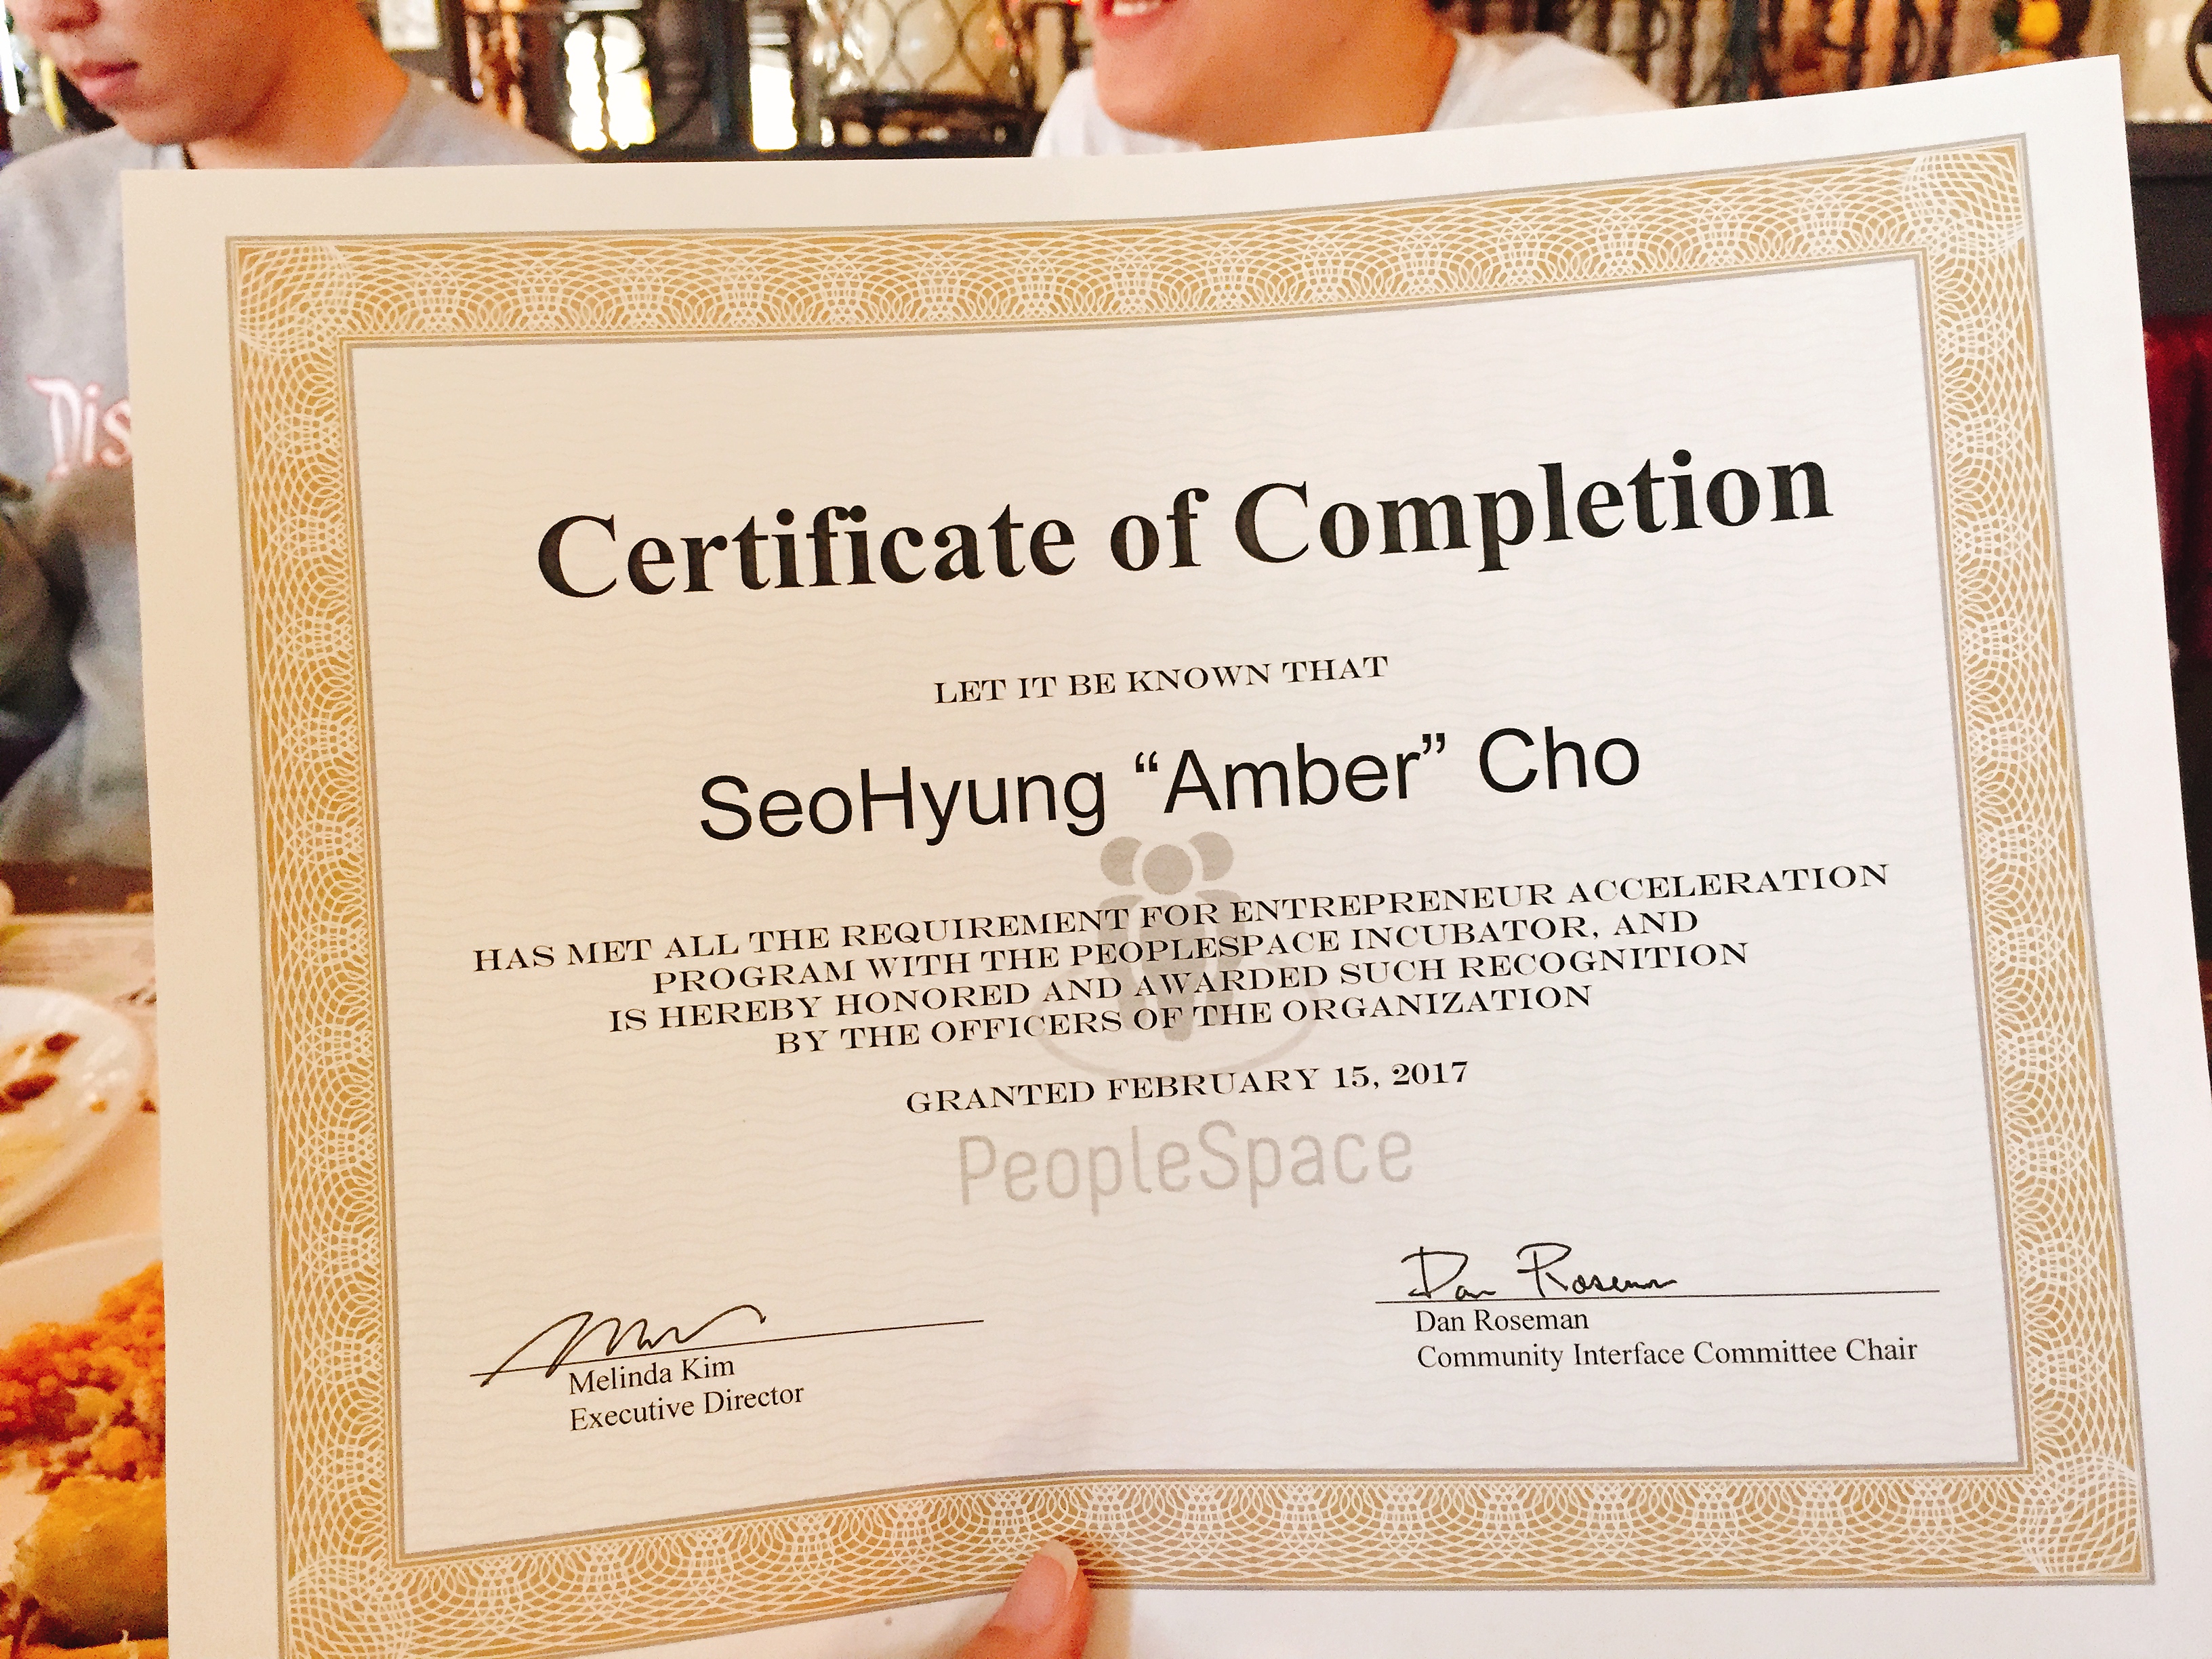 Dis
Certificate of Completion
LET IT BE KNOWN THAT
SeoHyung “Amber” Cho
HAS MET ALL THE REQUIREMENT FOR ENTREPRENEUR ACCELERATION
PROGRAM WITH THE PEOPLESPACE INCUBATOR, AND
IS HEREBY HONORED AND AWARDED SUCH RECOGNITION
BY THE OFFICERS OF THE ORGANIZATION
GRANTED FEBRUARY 15, 2017
PeopleSpace
Dan Roseman
Melinda Kim
Executive Director
Dan Roseman
Community Interface Committee Chair